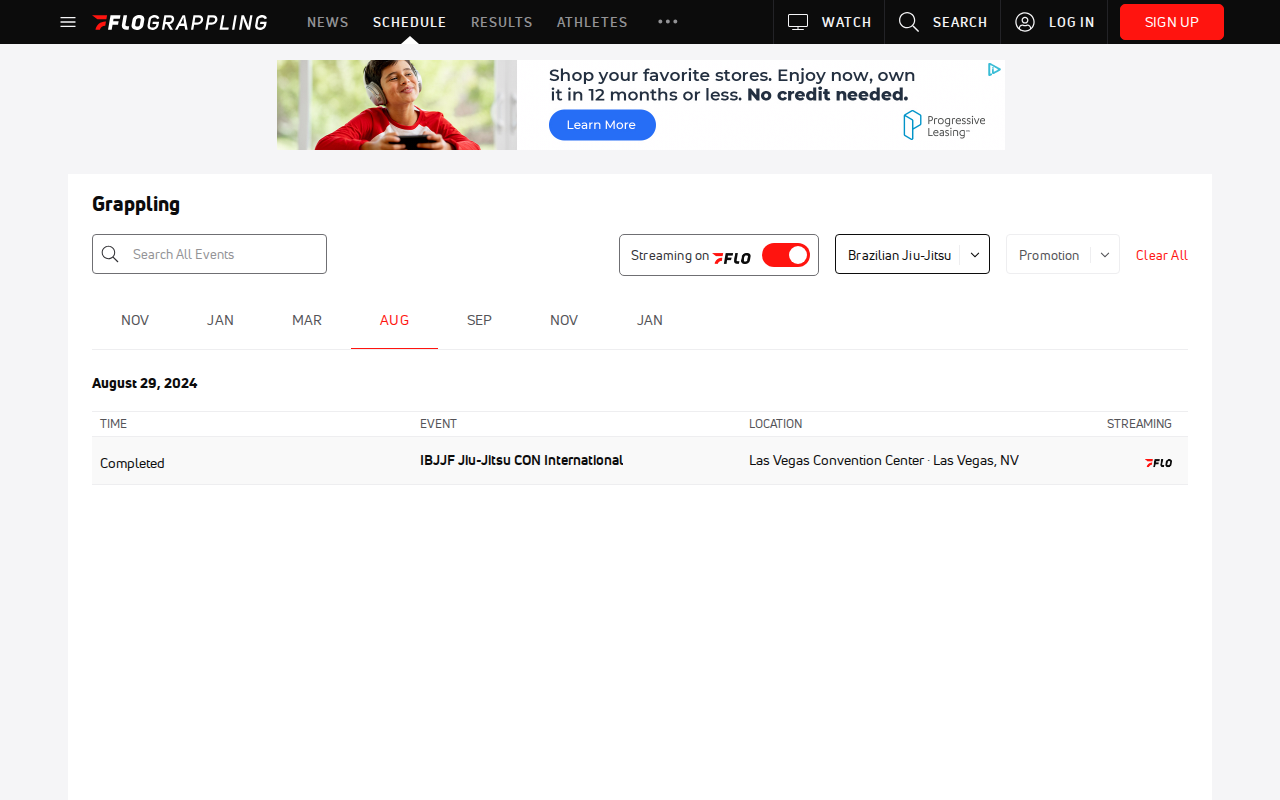 FLOGRAPPLING NEWS SCHEDULE RESULTS ATHLETES WATCH SEARCH LOG IN SIGN UP
Shop your favorite stores. Enjoy now, own
it in 12 months or less. No credit needed.
Learn More
Progressive
Leasing
Grappling
Search All Events
Streaming on FLO
Brazilian Jiu-Jitsu
Promotion
Clear All
NOV JAN MAR AUG SEP NOV JAN
August 29, 2024
TIME EVENT LOCATION STREAMING
Completed IBJJF Jiu-Jitsu CON International Las Vegas Convention Center · Las Vegas, NV FLO